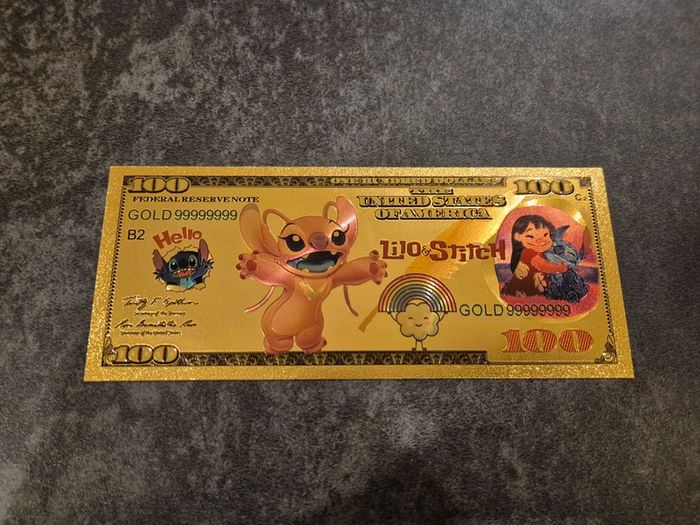 100
ONE HUNDRED DOLLARS
100
FEDERAL RESERVE NOTE
THE
UNITED STATES
OF AMERICA
GOLD 99999999
B2
Hello
Lilo & Stitch
GOLD 99999999
100
100